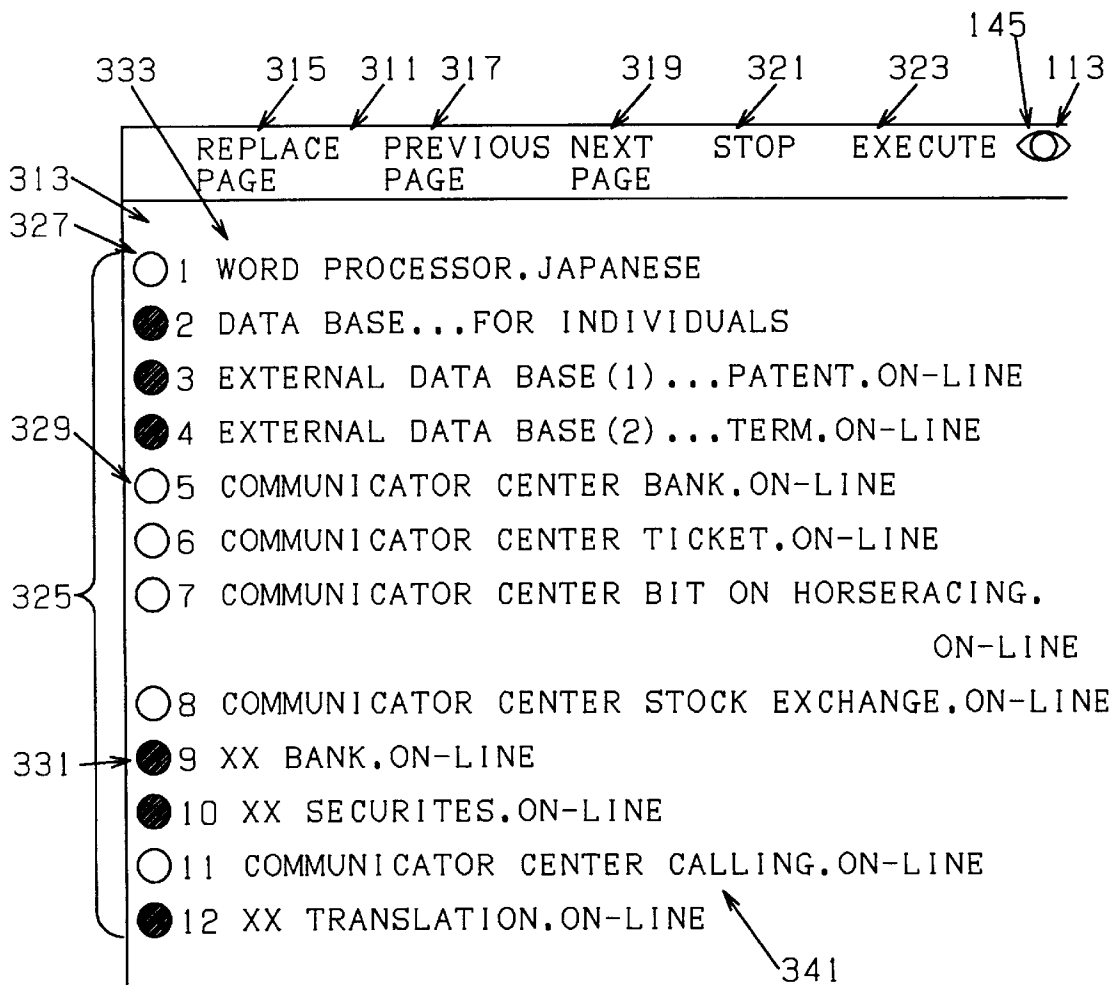 145
333 315 311 317 319 321 323 113
REPLACE PREVIOUS NEXT STOP EXECUTE
PAGE PAGE PAGE
313
327
1 WORD PROCESSOR.JAPANESE
2 DATA BASE...FOR INDIVIDUALS
3 EXTERNAL DATA BASE(1)...PATENT.ON-LINE
329
4 EXTERNAL DATA BASE(2)...TERM.ON-LINE
5 COMMUNICATOR CENTER BANK.ON-LINE
6 COMMUNICATOR CENTER TICKET.ON-LINE
325
7 COMMUNICATOR CENTER BIT ON HORSERACING.
ON-LINE
8 COMMUNICATOR CENTER STOCK EXCHANGE.ON-LINE
331
9 XX BANK.ON-LINE
10 XX SECURITES.ON-LINE
11 COMMUNICATOR CENTER CALLING.ON-LINE
12 XX TRANSLATION.ON-LINE
341